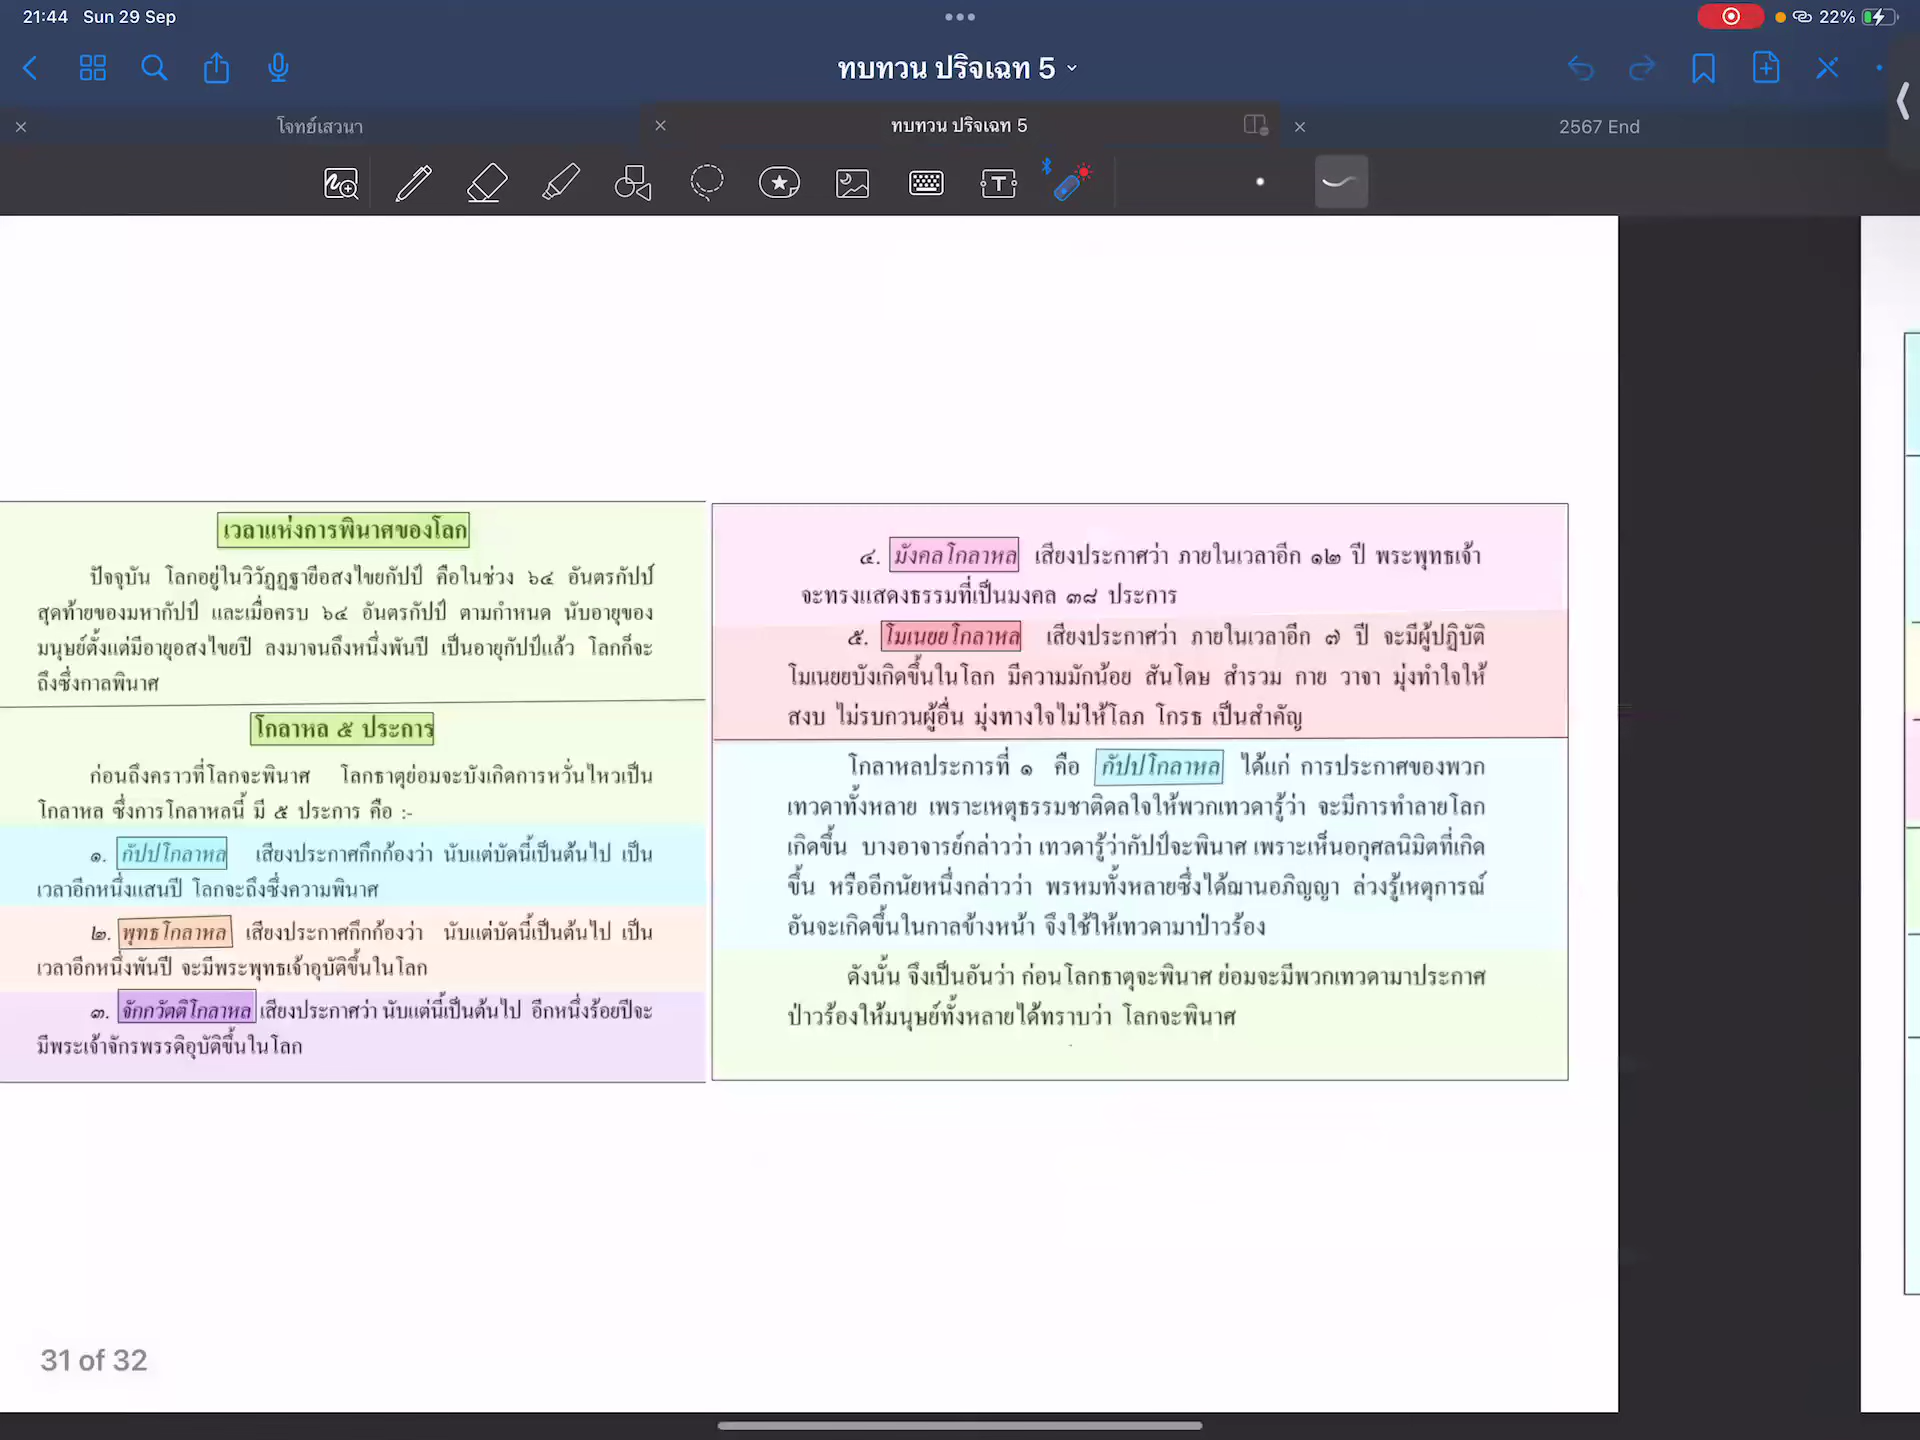 21:44 Sun 29 Sep
22%
ทบทวน ปริจเฉท 5
โจทย์เสวนา
ทบทวน ปริจเฉท 5
2567 End
เวลาแห่งการพินาศของโลก
ปัจจุบัน โลกอยู่ในวิวัฏฏฐายีอสงไขยกัปป์ คือในช่วง ๖๔ อันตรกัปป์
สุดท้ายของมหากัปป์ และเมื่อครบ ๖๔ อันตรกัปป์ ตามกำหนด นับอายุของ
มนุษย์ตั้งแต่มีอายุอสงไขยปี ลงมาจนถึงหนึ่งพันปี เป็นอายุกัปป์แล้ว โลกก็จะ
ถึงซึ่งกาลพินาศ
โกลาหล ๕ ประการ
ก่อนถึงคราวที่โลกจะพินาศ โลกธาตุย่อมจะบังเกิดการหวั่นไหวเป็น
โกลาหล ซึ่งการโกลาหลนี้ มี ๕ ประการ คือ :-
๑. กัปปโกลาหล เสียงประกาศกึกก้องว่า นับแต่บัดนี้เป็นต้นไป เป็น
เวลาอีกหนึ่งแสนปี โลกจะถึงซึ่งความพินาศ
๒. พุทธโกลาหล เสียงประกาศกึกก้องว่า นับแต่บัดนี้เป็นต้นไป เป็น
เวลาอีกหนึ่งพันปี จะมีพระพุทธเจ้าอุบัติขึ้นในโลก
๓. จักกวัตติโกลาหล เสียงประกาศว่า นับแต่นี้เป็นต้นไป อีกหนึ่งร้อยปีจะ
มีพระเจ้าจักรพรรดิอุบัติขึ้นในโลก
๔. มังคลโกลาหล เสียงประกาศว่า ภายในเวลาอีก ๑๒ ปี พระพุทธเจ้า
จะทรงแสดงธรรมที่เป็นมงคล ๓๘ ประการ
๕. โมเนยยโกลาหล เสียงประกาศว่า ภายในเวลาอีก ๗ ปี จะมีผู้ปฏิบัติ
โมเนยยบังเกิดขึ้นในโลก มีความมักน้อย สันโดษ สำรวม กาย วาจา มุ่งทำใจให้
สงบ ไม่รบกวนผู้อื่น มุ่งทางใจไม่ให้โลภ โกรธ เป็นสำคัญ
โกลาหลประการที่ ๑ คือ กัปปโกลาหล ได้แก่ การประกาศของพวก
เทวดาทั้งหลาย เพราะเหตุธรรมชาติดลใจให้พวกเทวดารู้ว่า จะมีการทำลายโลก
เกิดขึ้น บางอาจารย์กล่าวว่า เทวดารู้ว่ากัปป์จะพินาศ เพราะเห็นอกุศลนิมิตที่เกิด
ขึ้น หรืออีกนัยหนึ่งกล่าวว่า พรหมทั้งหลายซึ่งได้ฌานอภิญญา ล่วงรู้เหตุการณ์
อันจะเกิดขึ้นในกาลข้างหน้า จึงใช้ให้เทวดามาป่าวร้อง
ดังนั้น จึงเป็นอันว่า ก่อนโลกธาตุจะพินาศ ย่อมจะมีพวกเทวดามาประกาศ
ป่าวร้องให้มนุษย์ทั้งหลายได้ทราบว่า โลกจะพินาศ
31 of 32